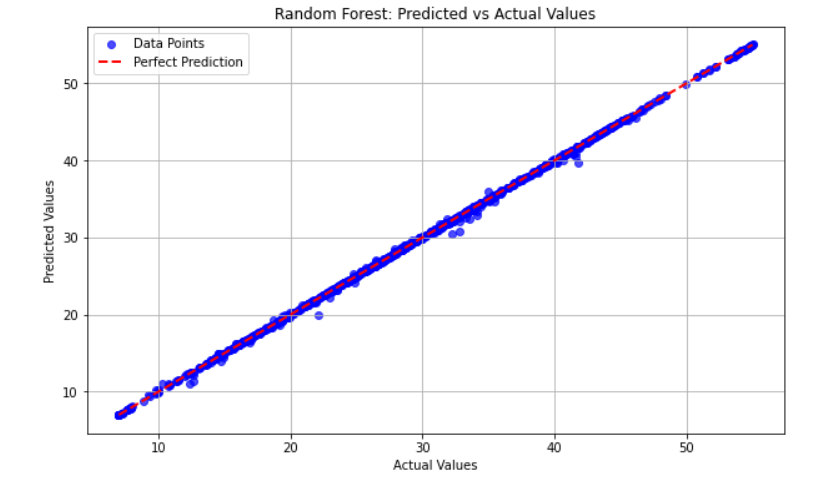 Random Forest: Predicted vs Actual Values
Data Points
Perfect Prediction
50
40
30
20
10
Predicted Values
10 20 30 40 50
Actual Values